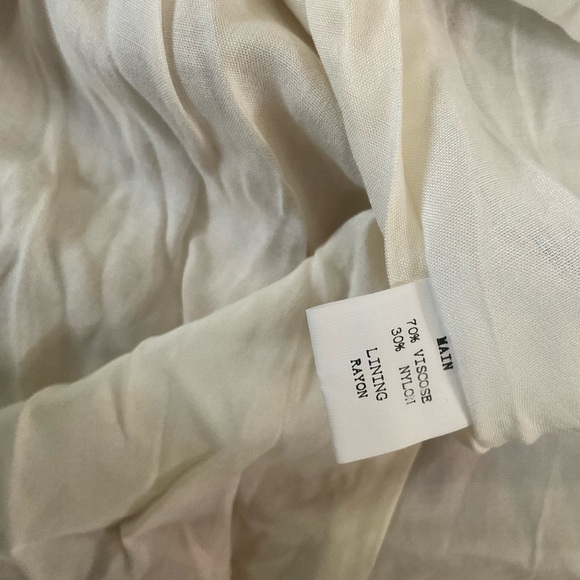 MAIN
70% VISCOSE
30% NYLON
LINING
RAYON